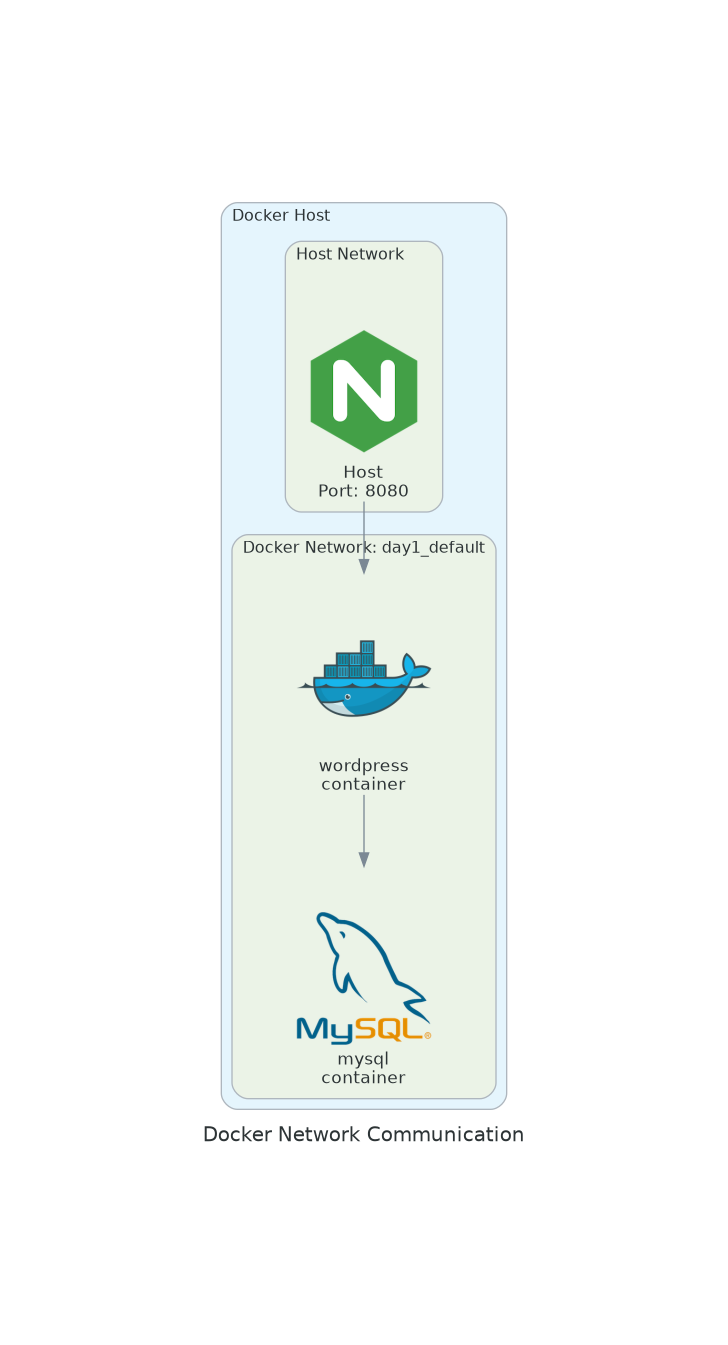 Docker Host
Host Network
N
Host
Port: 8080
Docker Network: day1_default
wordpress
container
MySQL®
mysql
container
Docker Network Communication